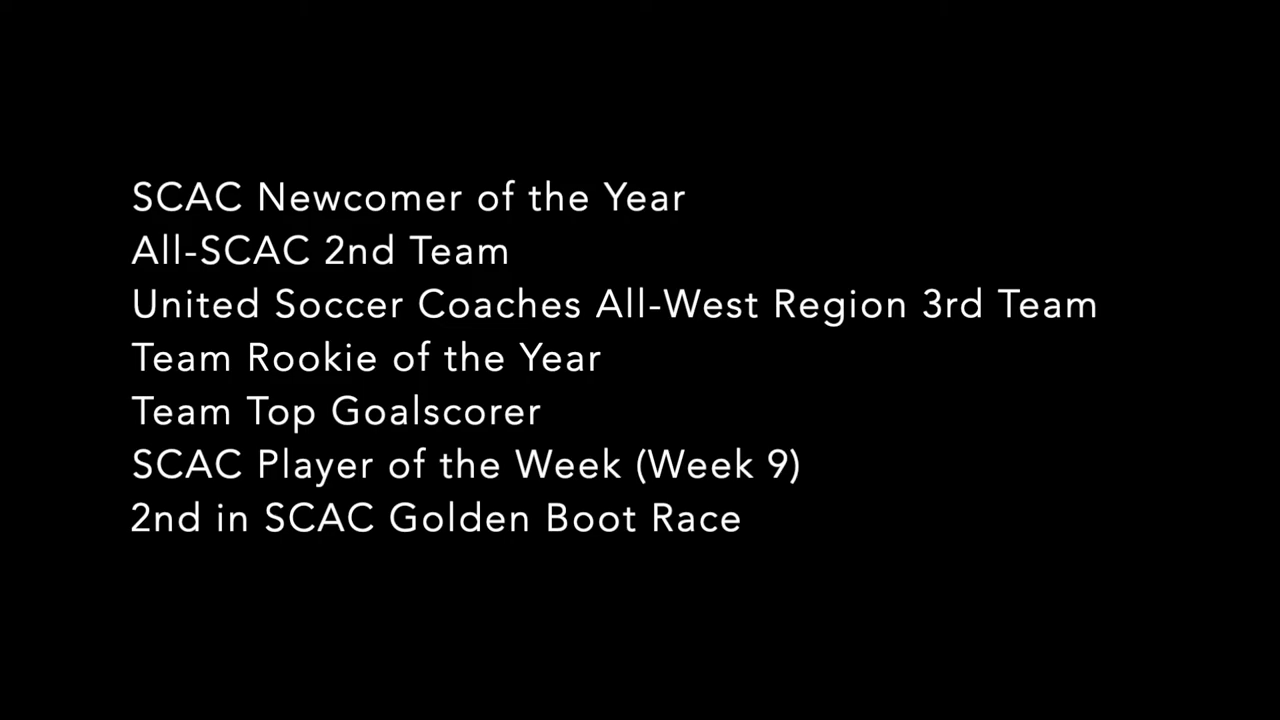 SCAC Newcomer of the Year
All-SCAC 2nd Team
United Soccer Coaches All-West Region 3rd Team
Team Rookie of the Year
Team Top Goalscorer
SCAC Player of the Week (Week 9)
2nd in SCAC Golden Boot Race